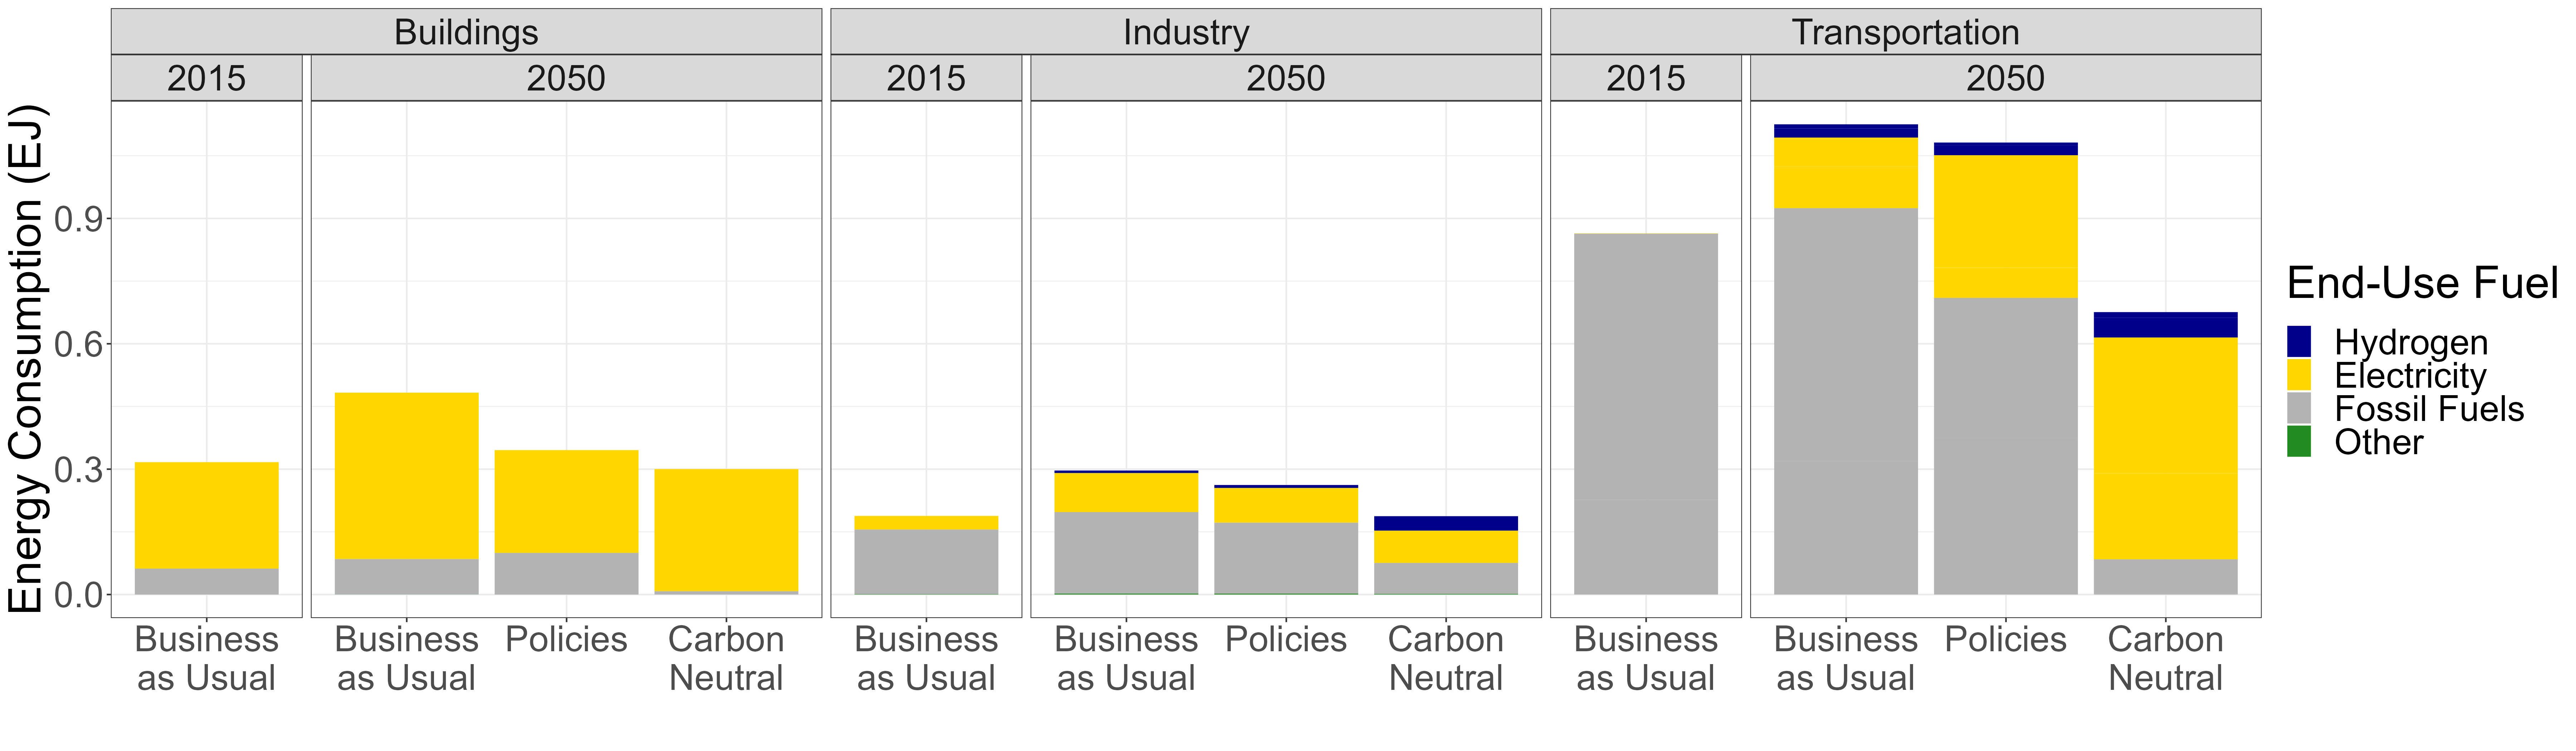 Buildings
Industry
Transportation
2015
2050
2015
2050
2015
2050
Energy Consumption (EJ)
0.9
0.6
0.3
0.0
Business
as Usual
Business
as Usual
Policies
Carbon
Neutral
Business
as Usual
Business
as Usual
Policies
Carbon
Neutral
Business
as Usual
Business
as Usual
Policies
Carbon
Neutral
End-Use Fuel
Hydrogen
Electricity
Fossil Fuels
Other